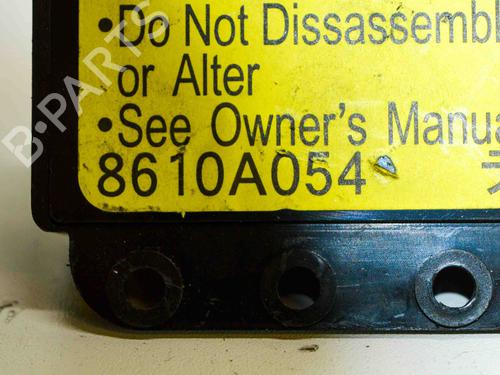 •Do Not Dissassembl
or Alter
•See Owner's Manua
8610A054
B-PARTS